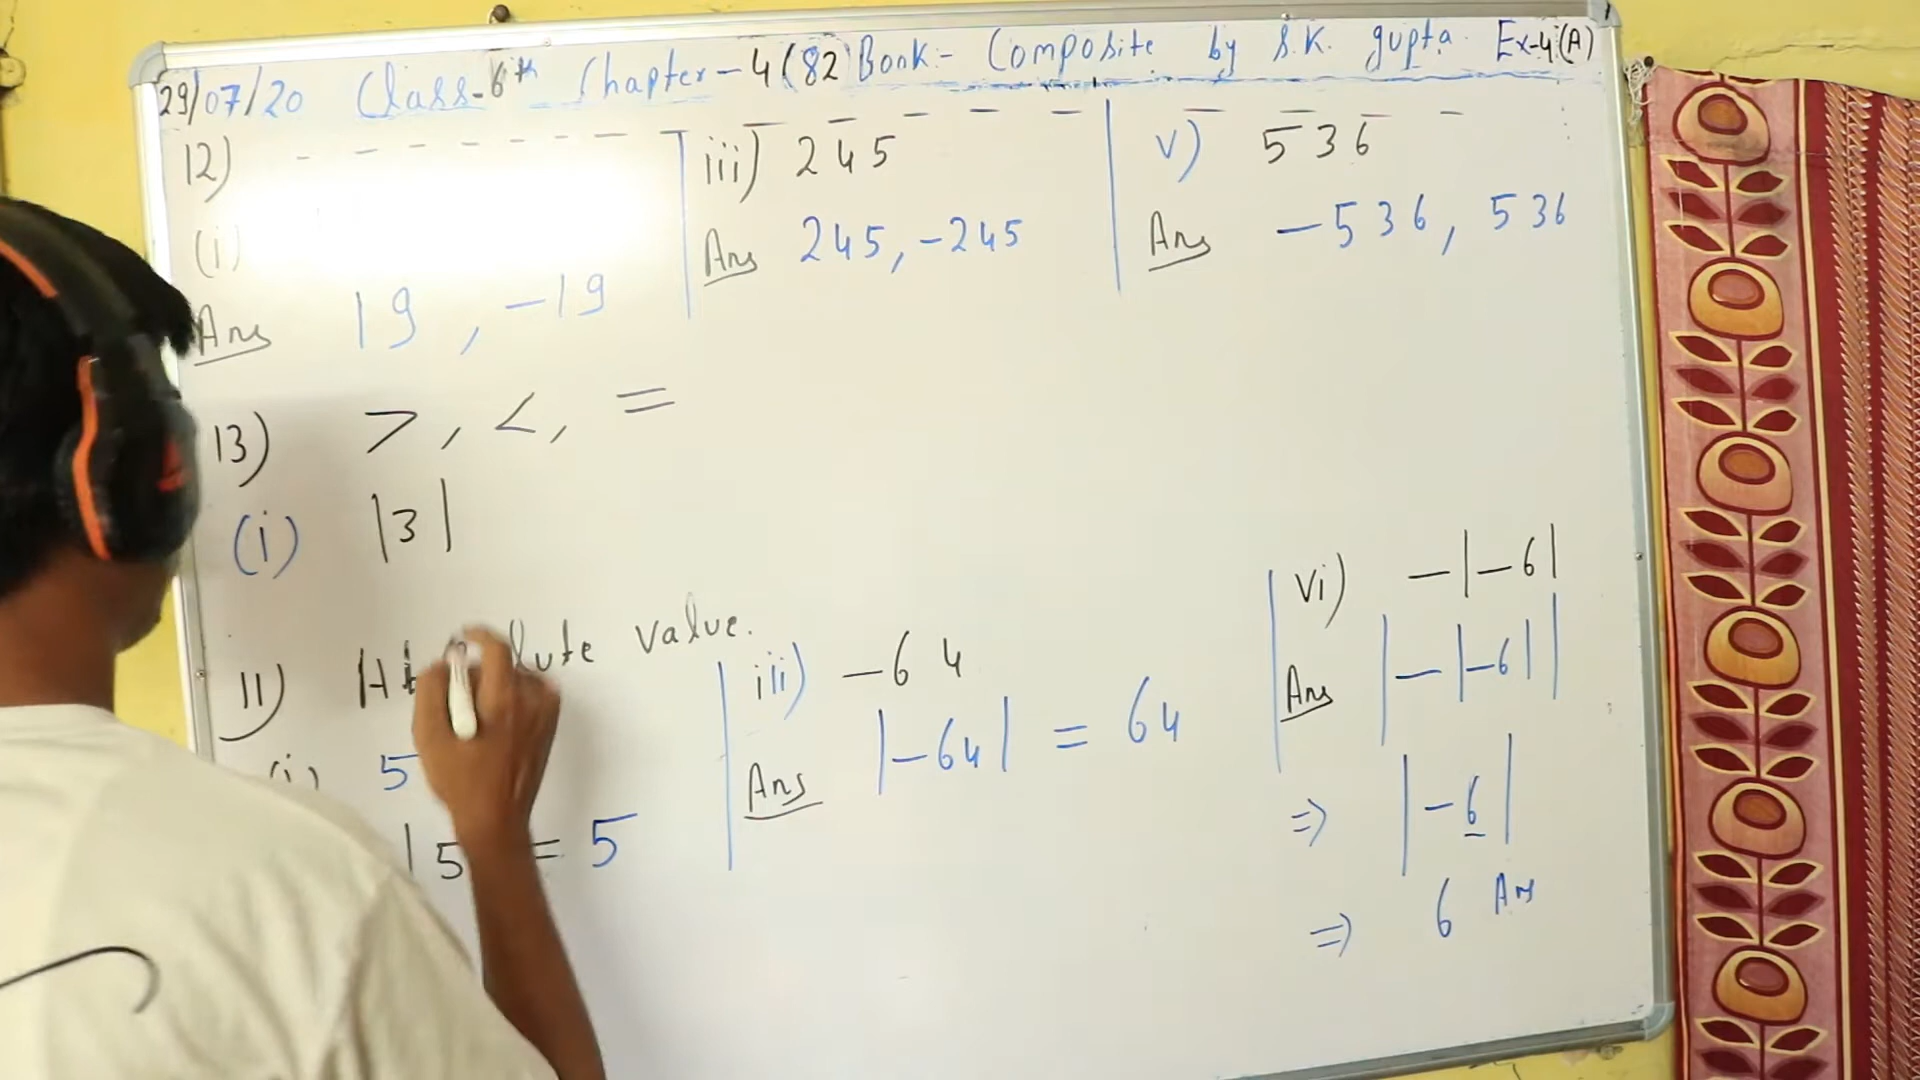 29/07/20 Class-6th Chapter-4(82) Book- Composite by S.K. gupta Ex-4(A)
12)
(i)
Ans 19 , -19
iii) 245
Ans 245, -245
v) 536
Ans -536, 536
13) > , < , =
(i) |3|
11) value.
(i) 5
|5 = 5
iii) -64
Ans |-64| = 64
vi) -|-6|
Ans |-|-6||
⇒ |-6|
⇒ 6 Ans